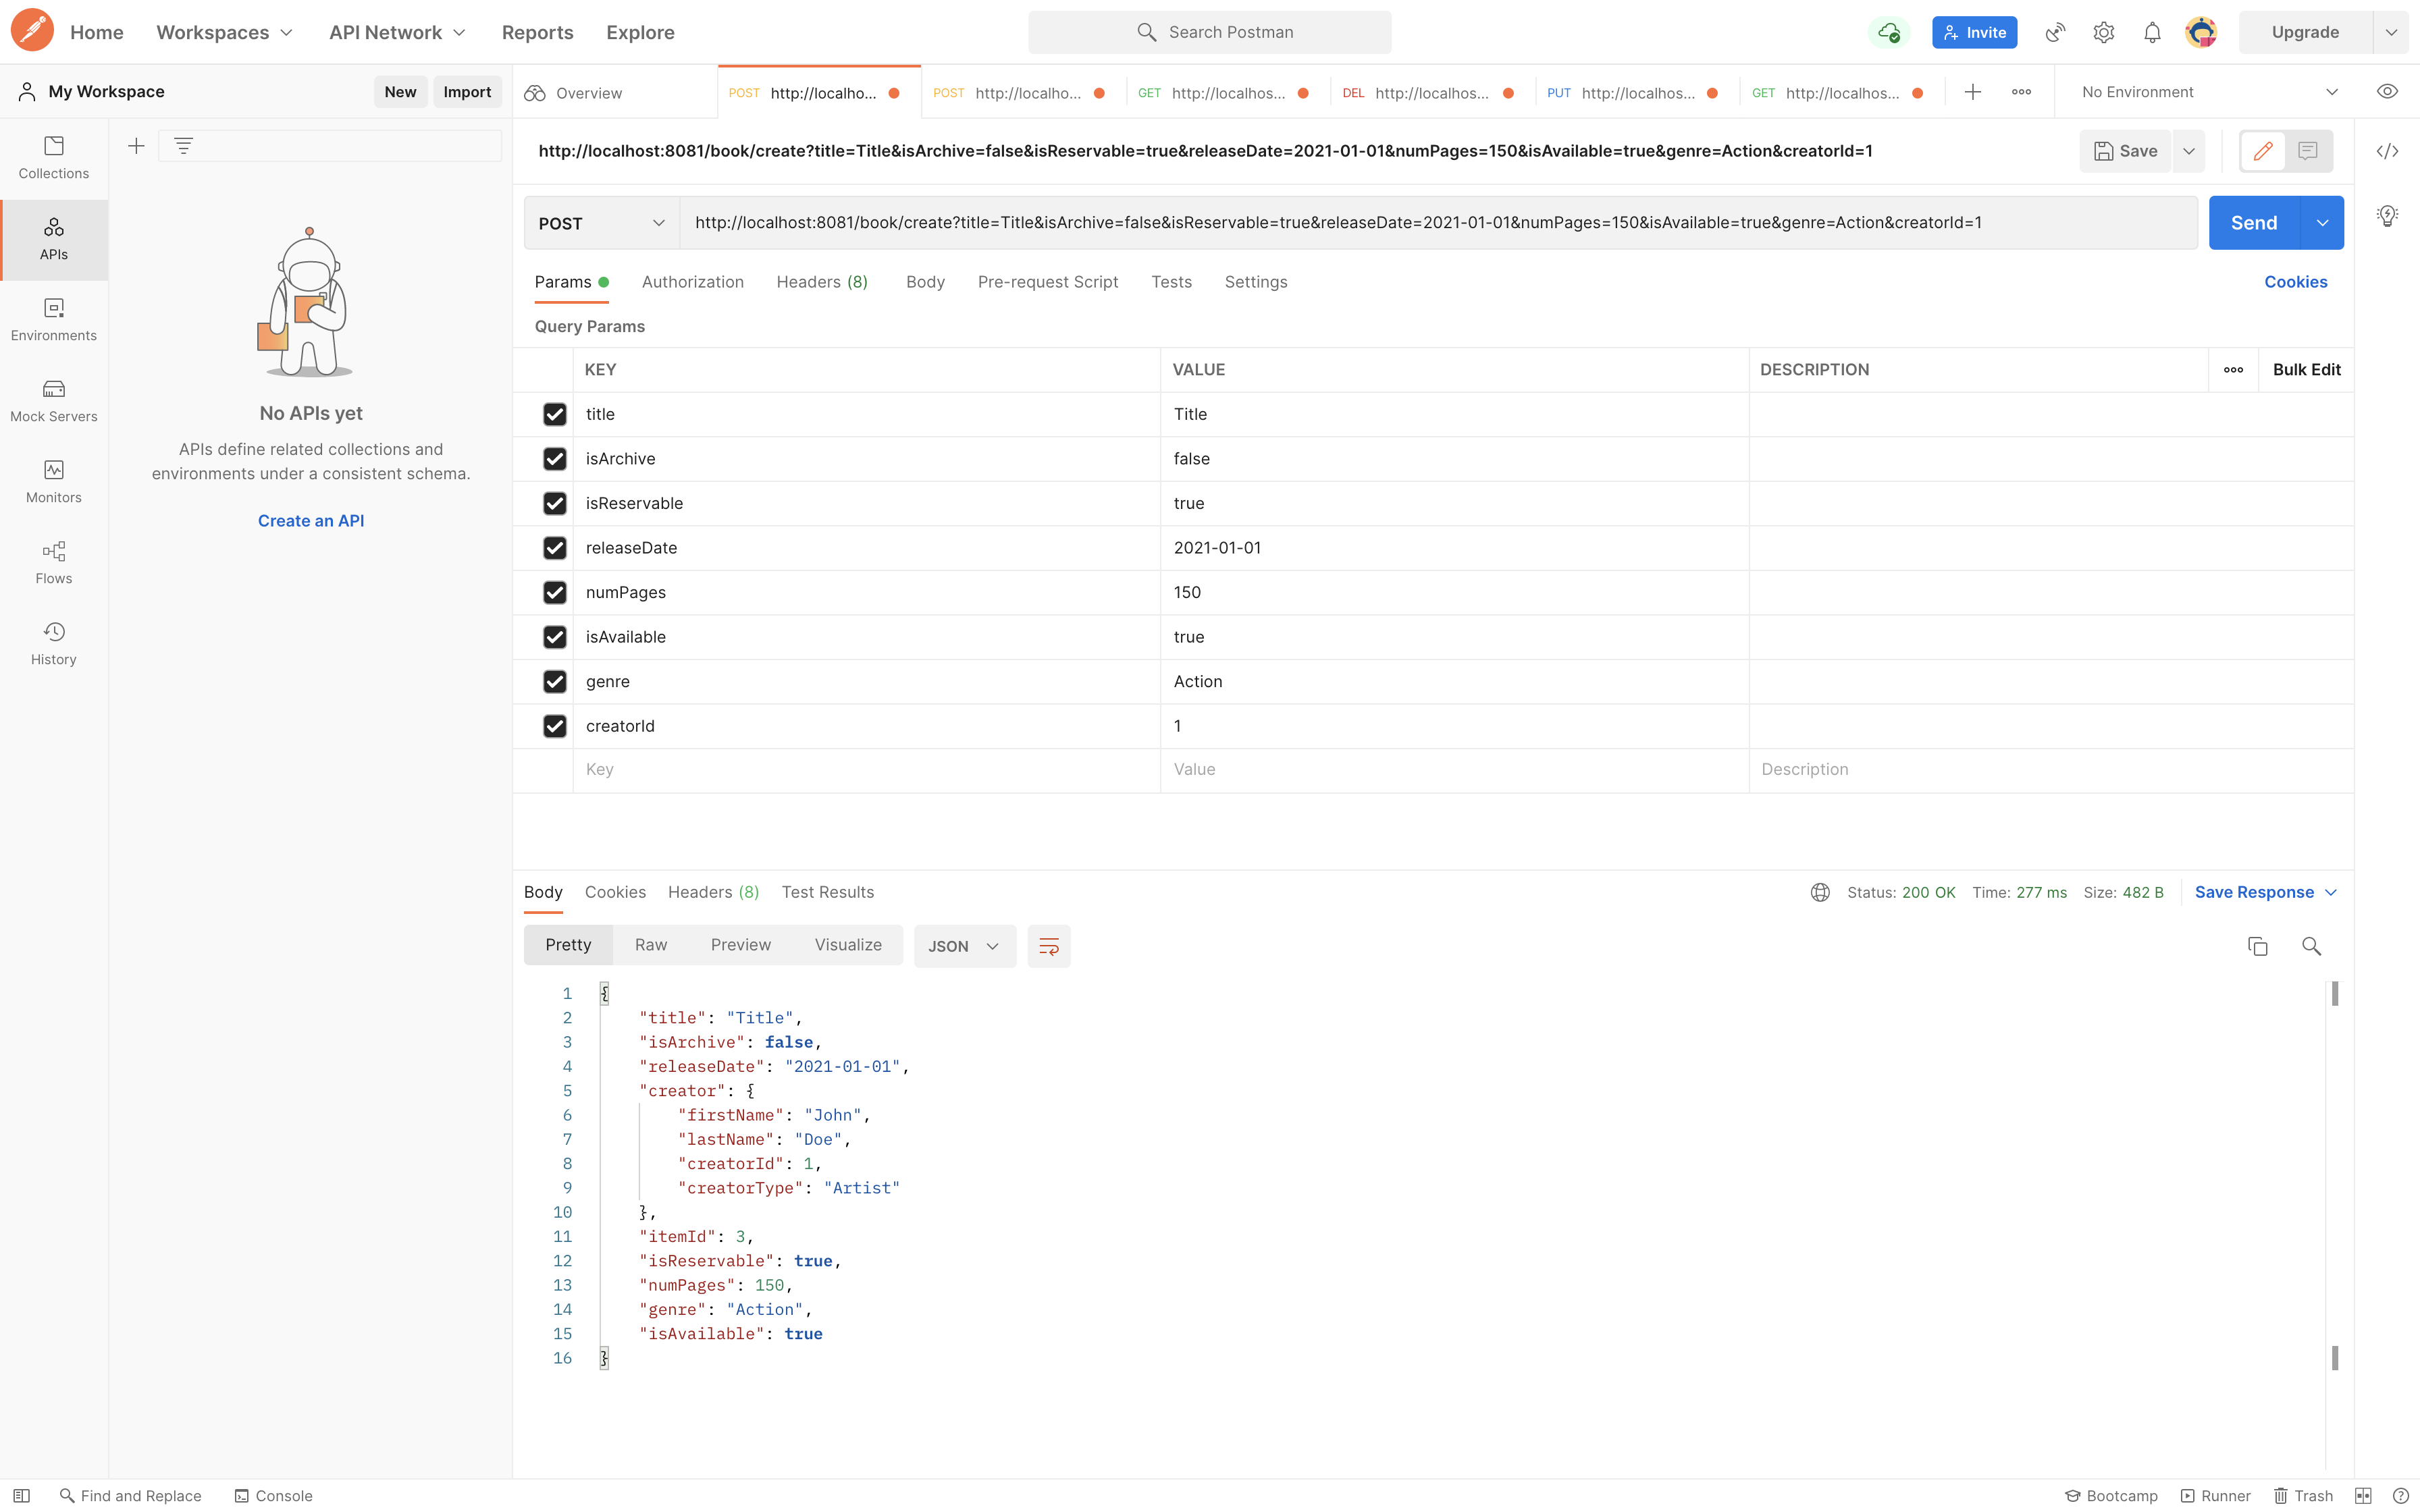 Home Workspaces API Network Reports Explore Search Postman Invite Upgrade
My Workspace New Import Overview POST http://localho... POST http://localho... GET http://localhos... DEL http://localhos... PUT http://localhos... GET http://localhos... No Environment
http://localhost:8081/book/create?title=Title&isArchive=false&isReservable=true&releaseDate=2021-01-01&numPages=150&isAvailable=true&genre=Action&creatorId=1 Save
Collections
APIs
Environments
Mock Servers
Monitors
Flows
History
No APIs yet
APIs define related collections and
environments under a consistent schema.
Create an API
POST http://localhost:8081/book/create?title=Title&isArchive=false&isReservable=true&releaseDate=2021-01-01&numPages=150&isAvailable=true&genre=Action&creatorId=1 Send
Params Authorization Headers (8) Body Pre-request Script Tests Settings Cookies
Query Params
KEY VALUE DESCRIPTION Bulk Edit
title Title
isArchive false
isReservable true
releaseDate 2021-01-01
numPages 150
isAvailable true
genre Action
creatorId 1
Key Value Description
Body Cookies Headers (8) Test Results Status: 200 OK Time: 277 ms Size: 482 B Save Response
Pretty Raw Preview Visualize JSON
1 {
2 "title": "Title",
3 "isArchive": false,
4 "releaseDate": "2021-01-01",
5 "creator": {
6 "firstName": "John",
7 "lastName": "Doe",
8 "creatorId": 1,
9 "creatorType": "Artist"
10 },
11 "itemId": 3,
12 "isReservable": true,
13 "numPages": 150,
14 "genre": "Action",
15 "isAvailable": true
16 }
Find and Replace Console Bootcamp Runner Trash